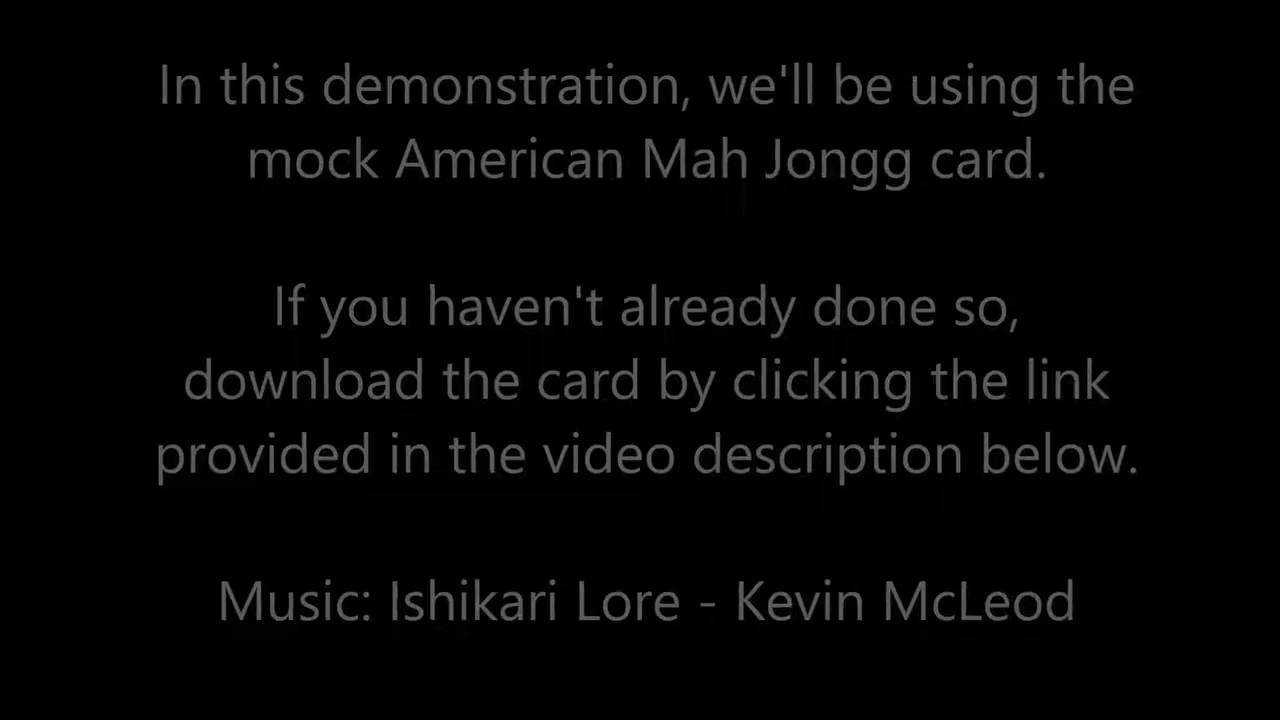 In this demonstration, we'll be using the
mock American Mah Jongg card.
If you haven't already done so,
download the card by clicking the link
provided in the video description below.
Music: Ishikari Lore - Kevin McLeod